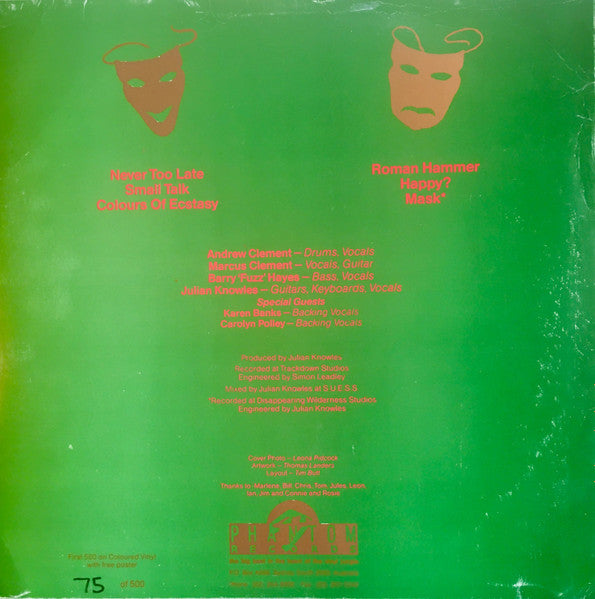 Never Too Late
Small Talk
Colours Of Ecstasy
Roman Hammer
Happy?
Mask*
Andrew Clement – Drums, Vocals
Marcus Clement – Vocals, Guitar
Barry 'Fuzz' Hayes – Bass, Vocals
Julian Knowles – Guitars, Keyboards, Vocals
Special Guests
Karen Banks – Backing Vocals
Carolyn Polley – Backing Vocals
Produced by Julian Knowles
Recorded at Trackdown Studios
Engineered by Simon Leadley
Mixed by Julian Knowles at S.U.E.S.S.
*Recorded at Disappearing Wilderness Studios
Engineered by Julian Knowles
Cover Photo – Leona Pidcock
Artwork – Thomas Landers
Layout – Tim Bud
Thanks to Marlene, Bill, Chris, Tom, Jules, Leon,
Ian, Jim and Connie and Rosie
PHANTOM
RECORDS
First 500 on Coloured Vinyl
with free poster
75 of 500